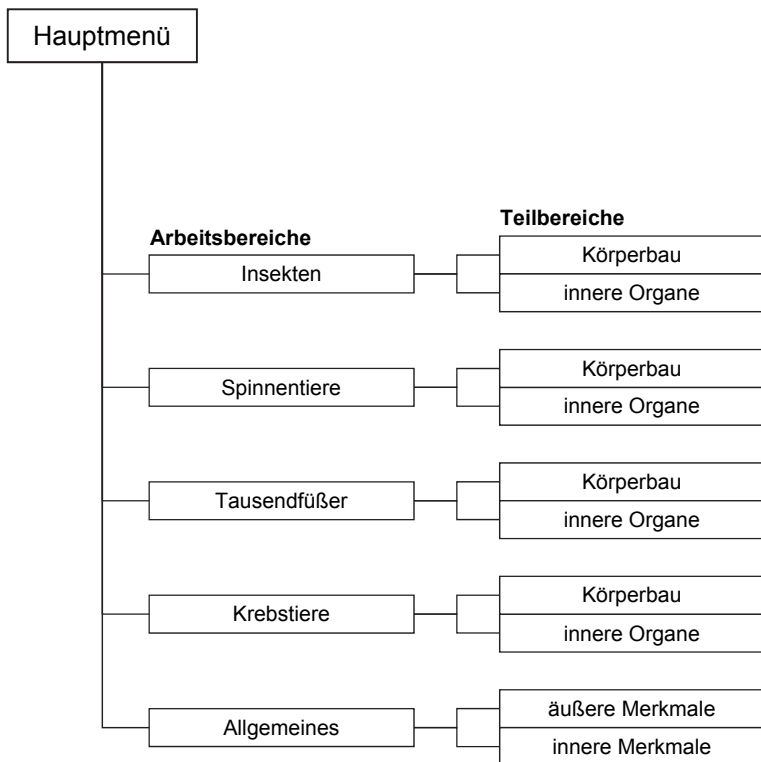 Hauptmenü
Arbeitsbereiche
Teilbereiche
Insekten
Körperbau
innere Organe
Spinnentiere
Körperbau
innere Organe
Tausendfüßer
Körperbau
innere Organe
Krebstiere
Körperbau
innere Organe
Allgemeines
äußere Merkmale
innere Merkmale